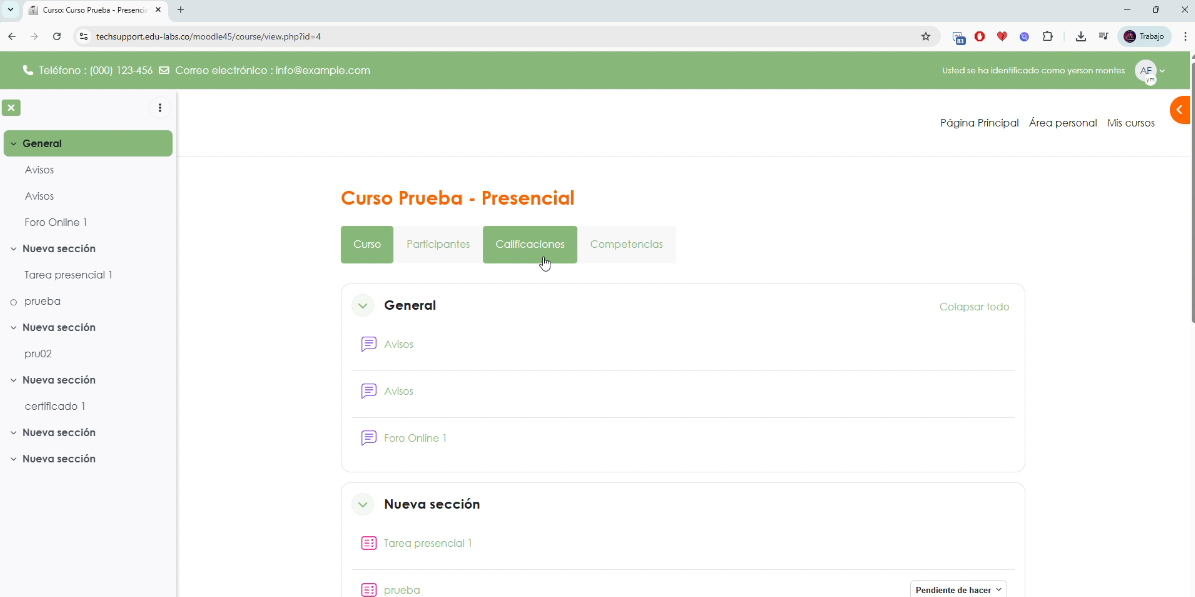 Curso: Curso Prueba - Presencia
techsupport.edu-labs.co/moodle45/course/view.php?id=4
Trabajo
Teléfono : (000) 123-456 Correo electrónico : info@example.com
Usted se ha identificado como yerson montes
Página Principal Área personal Mis cursos
General
Avisos
Avisos
Foro Online 1
Nueva sección
Tarea presencial 1
prueba
Nueva sección
pru02
Nueva sección
certificado 1
Nueva sección
Nueva sección
Curso Prueba - Presencial
Curso Participantes Calificaciones Competencias
General
Colapsar todo
Avisos
Avisos
Foro Online 1
Nueva sección
Tarea presencial 1
prueba
Pendiente de hacer